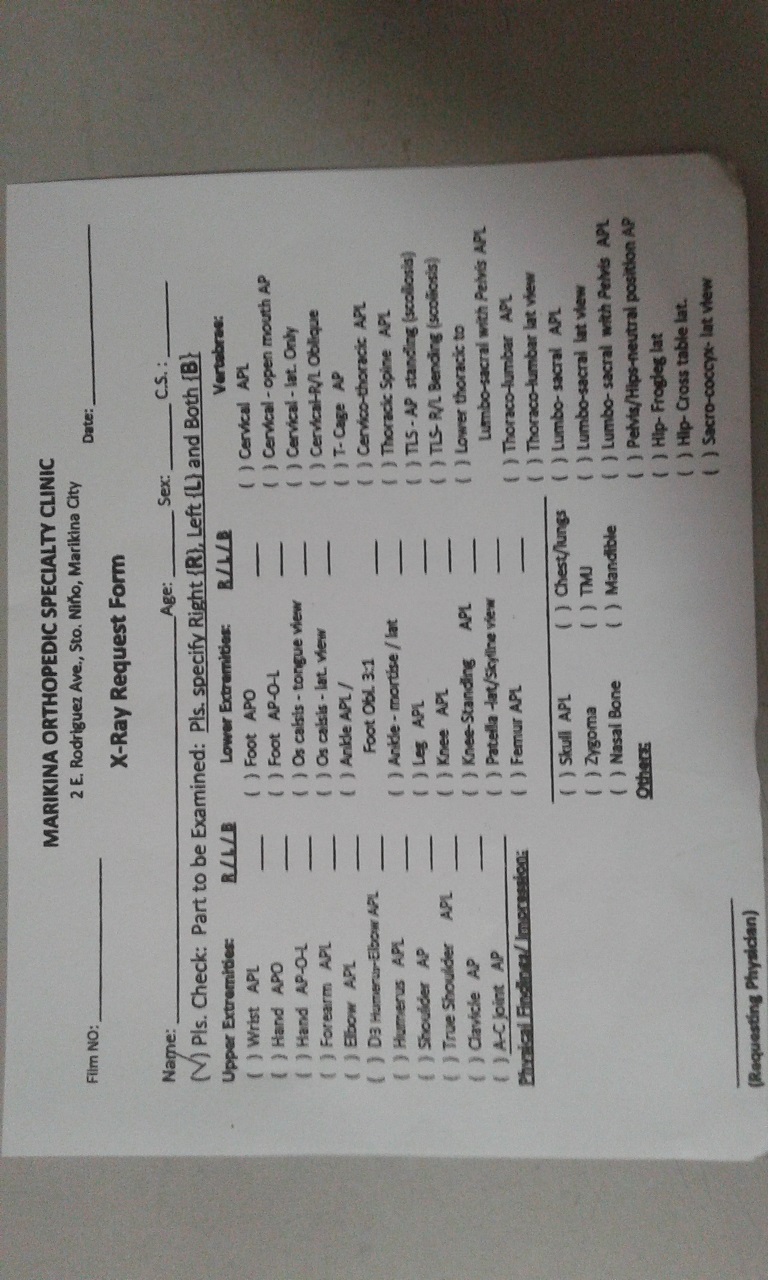 MARIKINA ORTHOPEDIC SPECIALTY CLINIC
2 E. Rodriguez Ave., Sto. Niño, Marikina City
Film NO: ____________ Date: ____________
X-Ray Request Form
Name: ____________ Age: ______ Sex: ______ C.S. : ______
(√) Pls. Check: Part to be Examined: Pls. specify Right {R}, Left {L} and Both {B}
Upper Extremities: R / L / B
( ) Wrist APL ___
( ) Hand APO ___
( ) Hand AP-O-L ___
( ) Forearm APL ___
( ) Elbow APL ___
( ) D3 Humerus-Elbow APL ___
( ) Humerus APL ___
( ) Shoulder AP ___
( ) True Shoulder APL ___
( ) Clavicle AP ___
( ) A-C joint AP ___
Physical Findings/ Impression:
Lower Extremities: R / L / B
( ) Foot APO ___
( ) Foot AP-O-L ___
( ) Os calsis - tongue view ___
( ) Os calsis - lat. view ___
( ) Ankle APL /
Foot Obl. 3:1 ___
( ) Ankle - mortise / lat ___
( ) Leg APL ___
( ) Knee APL ___
( ) Knee-Standing APL ___
( ) Patella -lat/Skyline view ___
( ) Femur APL ___
( ) Skull APL ( ) Chest/lungs
( ) Zygoma ( ) TMJ
( ) Nasal Bone ( ) Mandible
Others:
Vertebrae:
( ) Cervical APL
( ) Cervical - open mouth AP
( ) Cervical - lat. Only
( ) Cervical-R/L Oblique
( ) T- Cage AP
( ) Cervico-thoracic APL
( ) Thoracic Spine APL
( ) TLS - AP standing (scoliosis)
( ) TLS- R/L Bending (scoliosis)
( ) Lower thoracic to
Lumbo-sacral with Pelvis APL
( ) Thoraco-lumbar APL
( ) Thoraco-lumbar lat view
( ) Lumbo- sacral APL
( ) Lumbo-sacral lat view
( ) Lumbo- sacral with Pelvis APL
( ) Pelvis/Hips-neutral position AP
( ) Hip- Frogleg lat
( ) Hip- Cross table lat.
( ) Sacro-coccyx- lat view
(Requesting Physician)